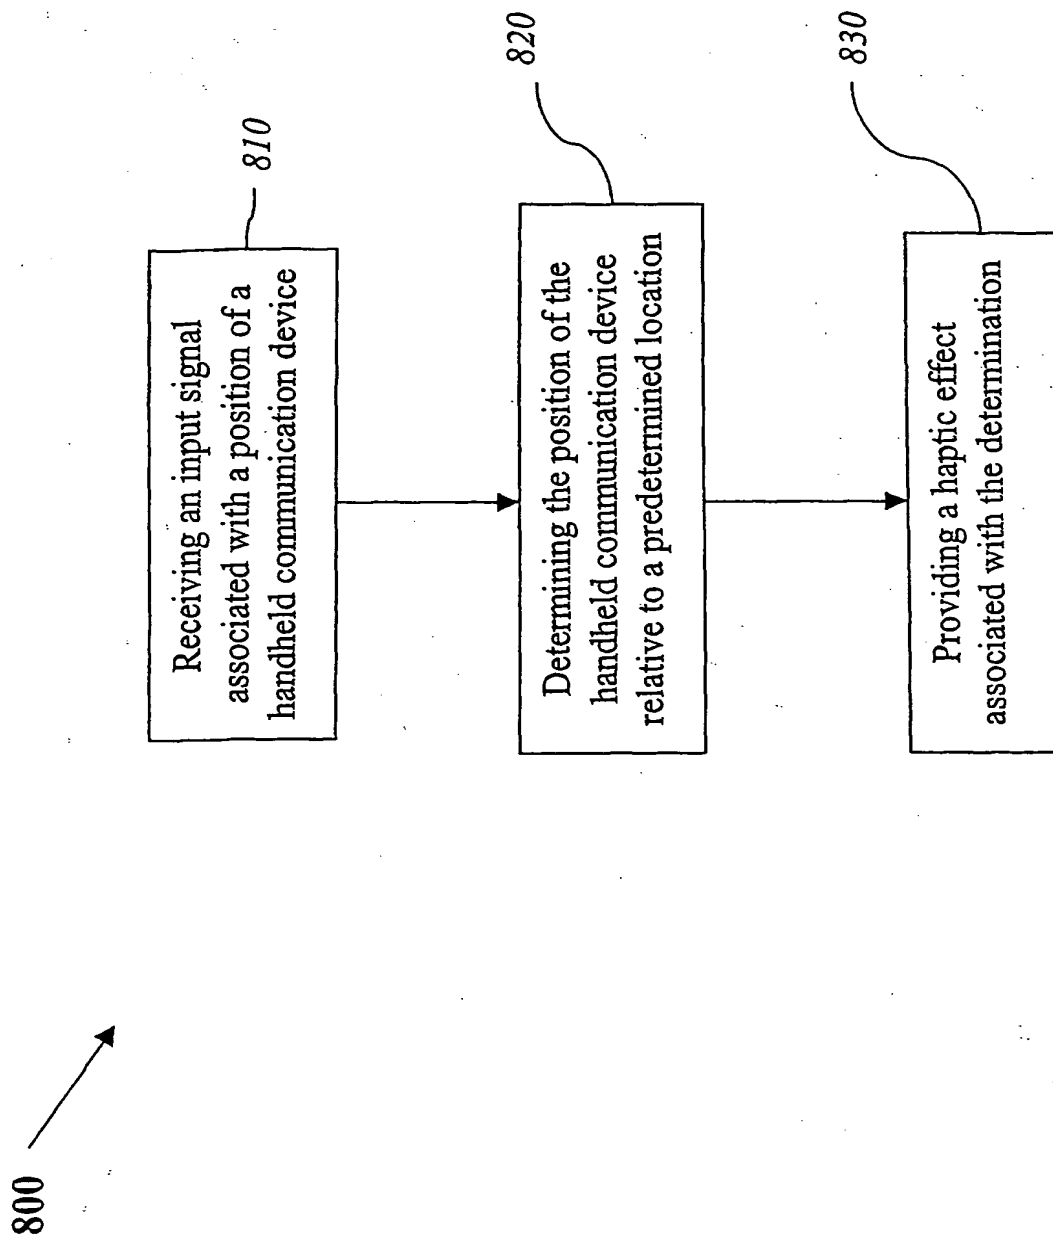 800
Receiving an input signal
associated with a position of a
handheld communication device
810
Determining the position of the
handheld communication device
relative to a predetermined location
820
Providing a haptic effect
associated with the determination
830